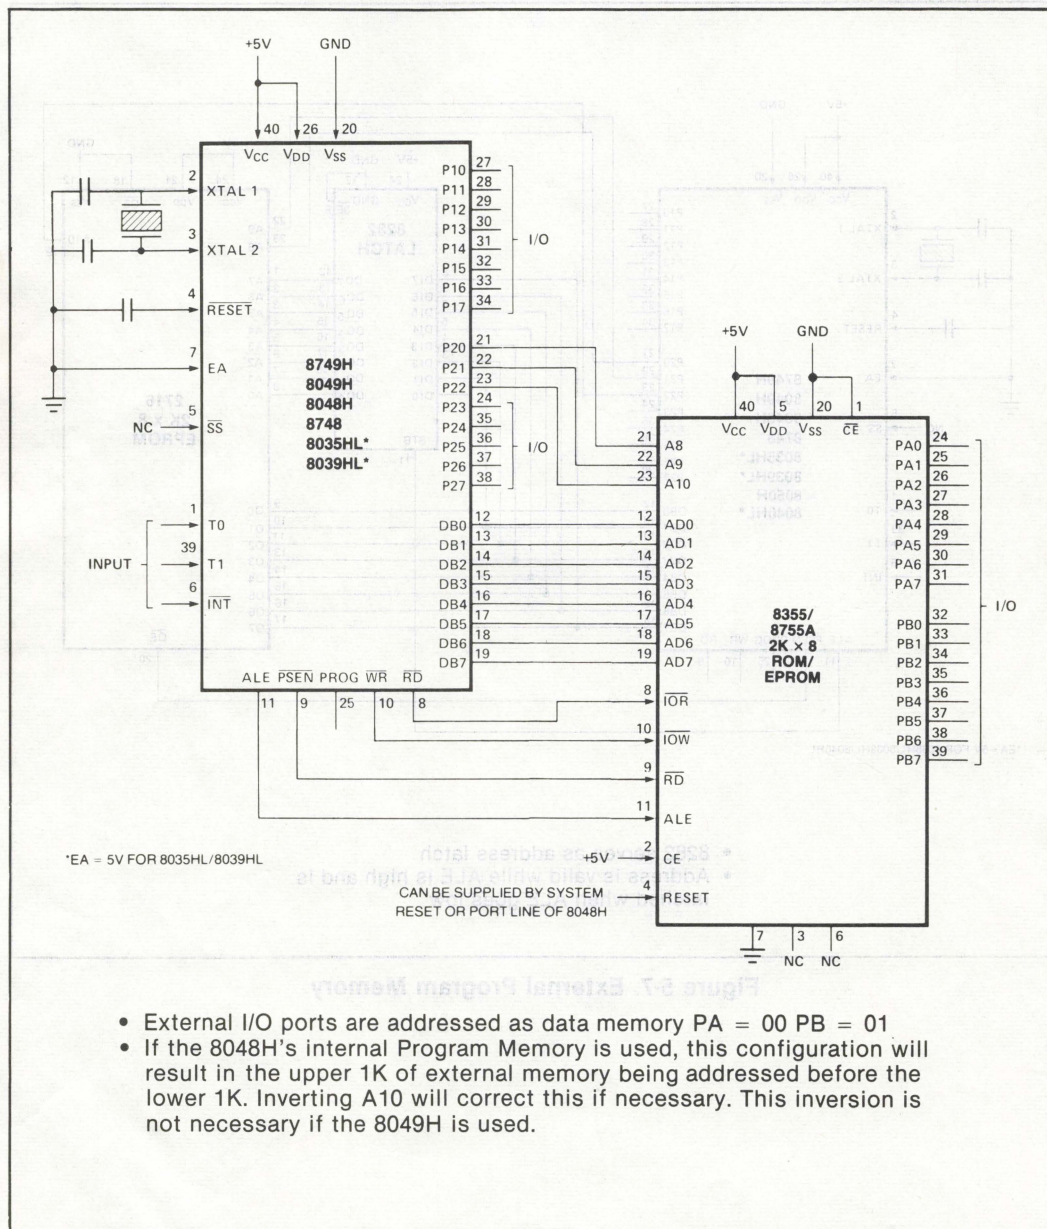 +5V GND
40 26 20
VCC VDD VSS
2 XTAL 1
3 XTAL 2
4 RESET
7 EA
5 NC SS
1 T0
39 T1
6 INT
INPUT
8749H
8049H
8048H
8748
8035HL*
8039HL*
P10 27
P11 28
P12 29
P13 30
P14 31
P15 32
P16 33
P17 34
I/O
P20 21
P21 22
P22 23
P23 24
P24 35
P25 36
P26 37
P27 38
I/O
DB0 12
DB1 13
DB2 14
DB3 15
DB4 16
DB5 17
DB6 18
DB7 19
ALE PSEN PROG WR RD
11 9 25 10 8
+5V GND
40 5 20 1
VCC VDD VSS CE
21 A8
22 A9
23 A10
12 AD0
13 AD1
14 AD2
15 AD3
16 AD4
17 AD5
18 AD6
19 AD7
8 IOR
10 IOW
9 RD
11 ALE
+5V 2 CE
CAN BE SUPPLIED BY SYSTEM
RESET OR PORT LINE OF 8048H
4 RESET
8355/
8755A
2K × 8
ROM/
EPROM
PA0 24
PA1 25
PA2 26
PA3 27
PA4 28
PA5 29
PA6 30
PA7 31
PB0 32
PB1 33
PB2 34
PB3 35
PB4 36
PB5 37
PB6 38
PB7 39
I/O
7 3 6
NC NC
*EA = 5V FOR 8035HL/8039HL
• External I/O ports are addressed as data memory PA = 00 PB = 01
• If the 8048H's internal Program Memory is used, this configuration will
result in the upper 1K of external memory being addressed before the
lower 1K. Inverting A10 will correct this if necessary. This inversion is
not necessary if the 8049H is used.